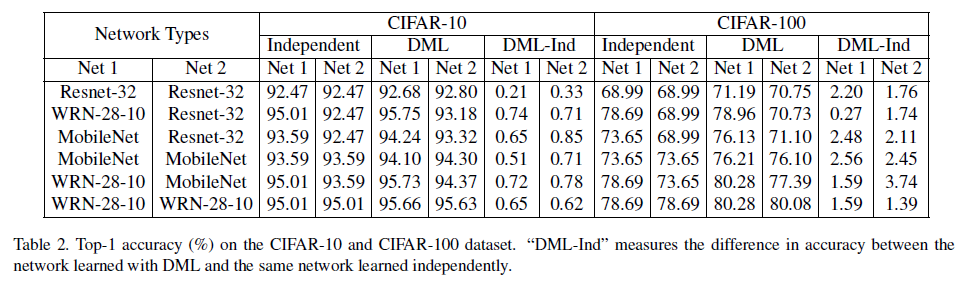 Network Types CIFAR-10 CIFAR-100
Independent DML DML-Ind Independent DML DML-Ind
Net 1 Net 2 Net 1 Net 2 Net 1 Net 2 Net 1 Net 2 Net 1 Net 2 Net 1 Net 2 Net 1 Net 2
Resnet-32 Resnet-32 92.47 92.47 92.68 92.80 0.21 0.33 68.99 68.99 71.19 70.75 2.20 1.76
WRN-28-10 Resnet-32 95.01 92.47 95.75 93.18 0.74 0.71 78.69 68.99 78.96 70.73 0.27 1.74
MobileNet Resnet-32 93.59 92.47 94.24 93.32 0.65 0.85 73.65 68.99 76.13 71.10 2.48 2.11
MobileNet MobileNet 93.59 93.59 94.10 94.30 0.51 0.71 73.65 73.65 76.21 76.10 2.56 2.45
WRN-28-10 MobileNet 95.01 93.59 95.73 94.37 0.72 0.78 78.69 73.65 80.28 77.39 1.59 3.74
WRN-28-10 WRN-28-10 95.01 95.01 95.66 95.63 0.65 0.62 78.69 78.69 80.28 80.08 1.59 1.39
Table 2. Top-1 accuracy (%) on the CIFAR-10 and CIFAR-100 dataset. “DML-Ind” measures the difference in accuracy between the
network learned with DML and the same network learned independently.